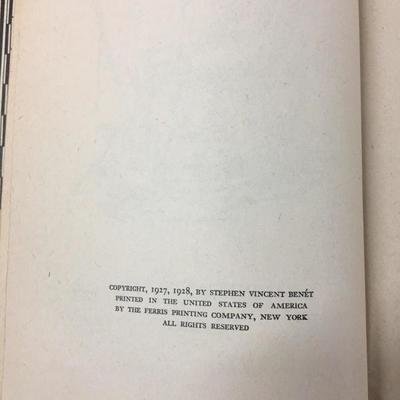 COPYRIGHT, 1927, 1928, BY STEPHEN VINCENT BENÉT
PRINTED IN THE UNITED STATES OF AMERICA
BY THE FERRIS PRINTING COMPANY, NEW YORK
ALL RIGHTS RESERVED